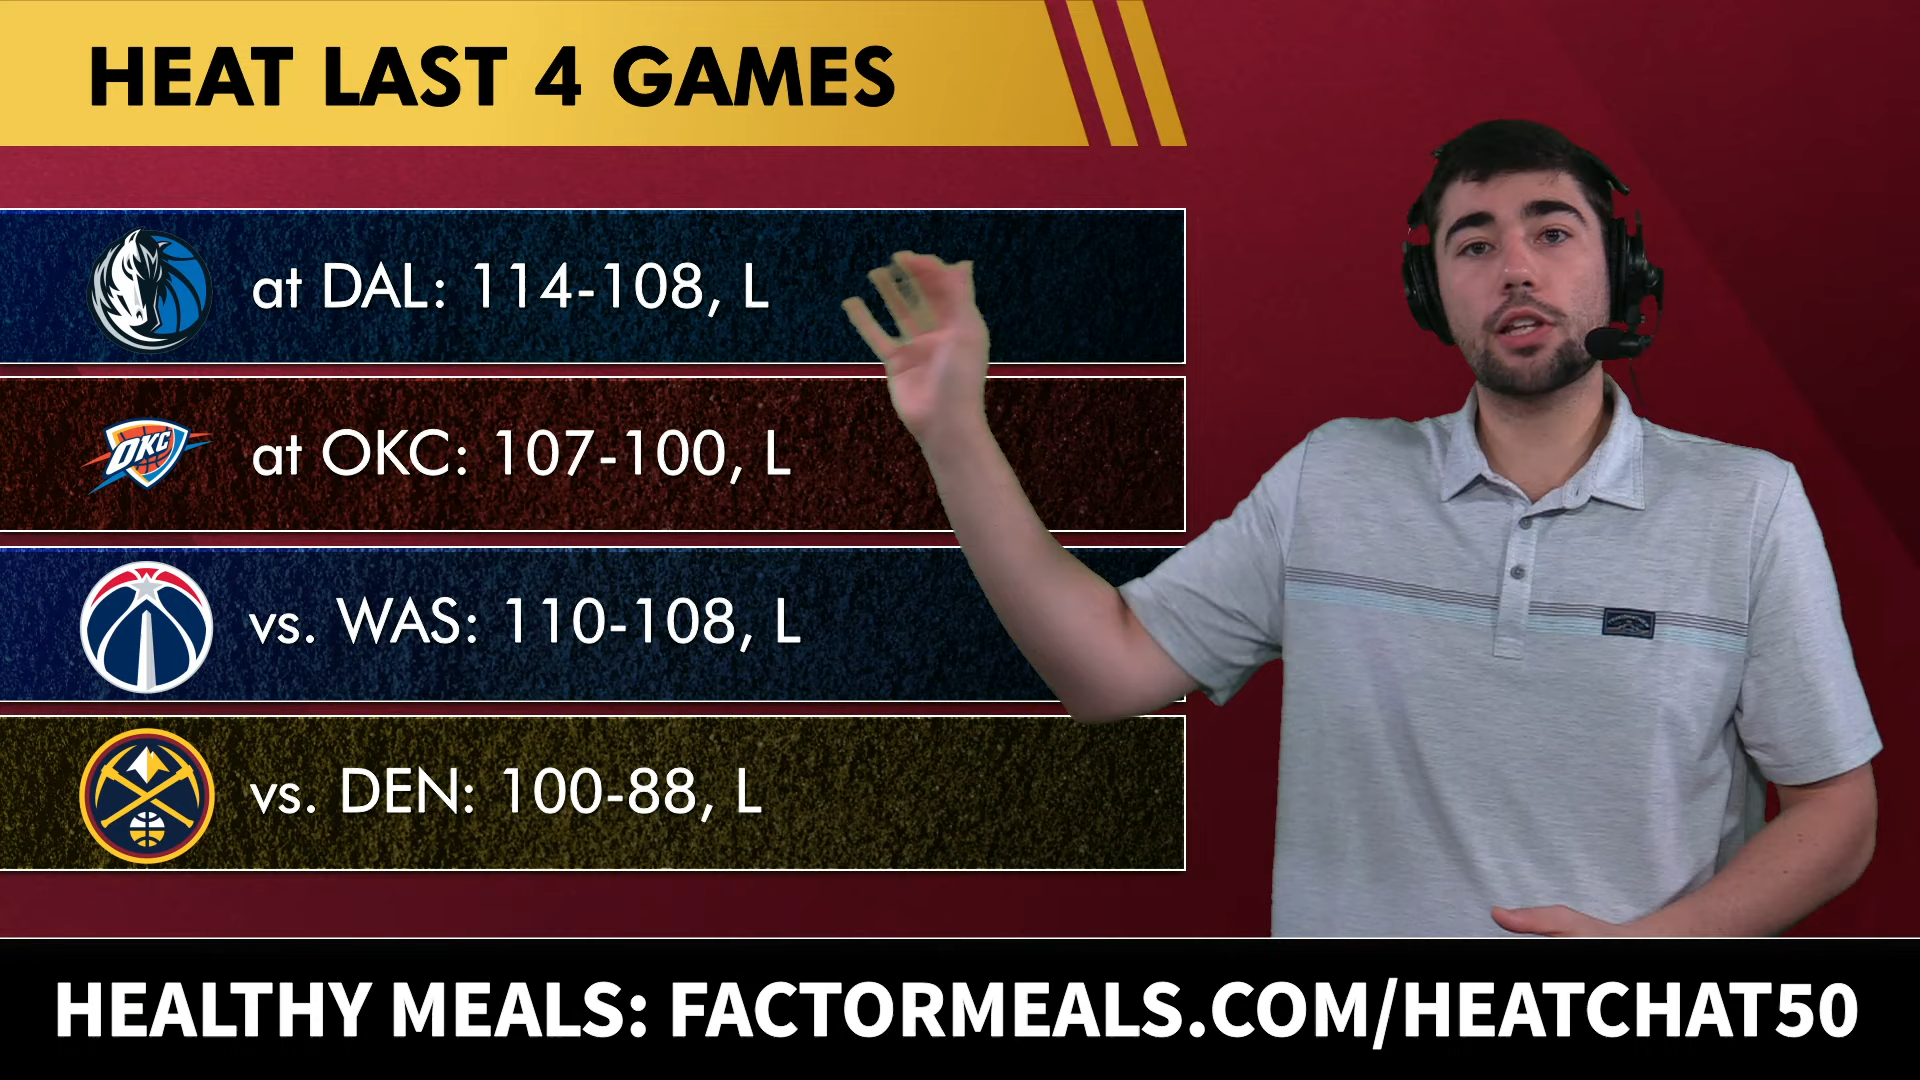 HEAT LAST 4 GAMES
at DAL: 114-108, L
OKC
at OKC: 107-100, L
vs. WAS: 110-108, L
vs. DEN: 100-88, L
HEALTHY MEALS: FACTORMEALS.COM/HEATCHAT50